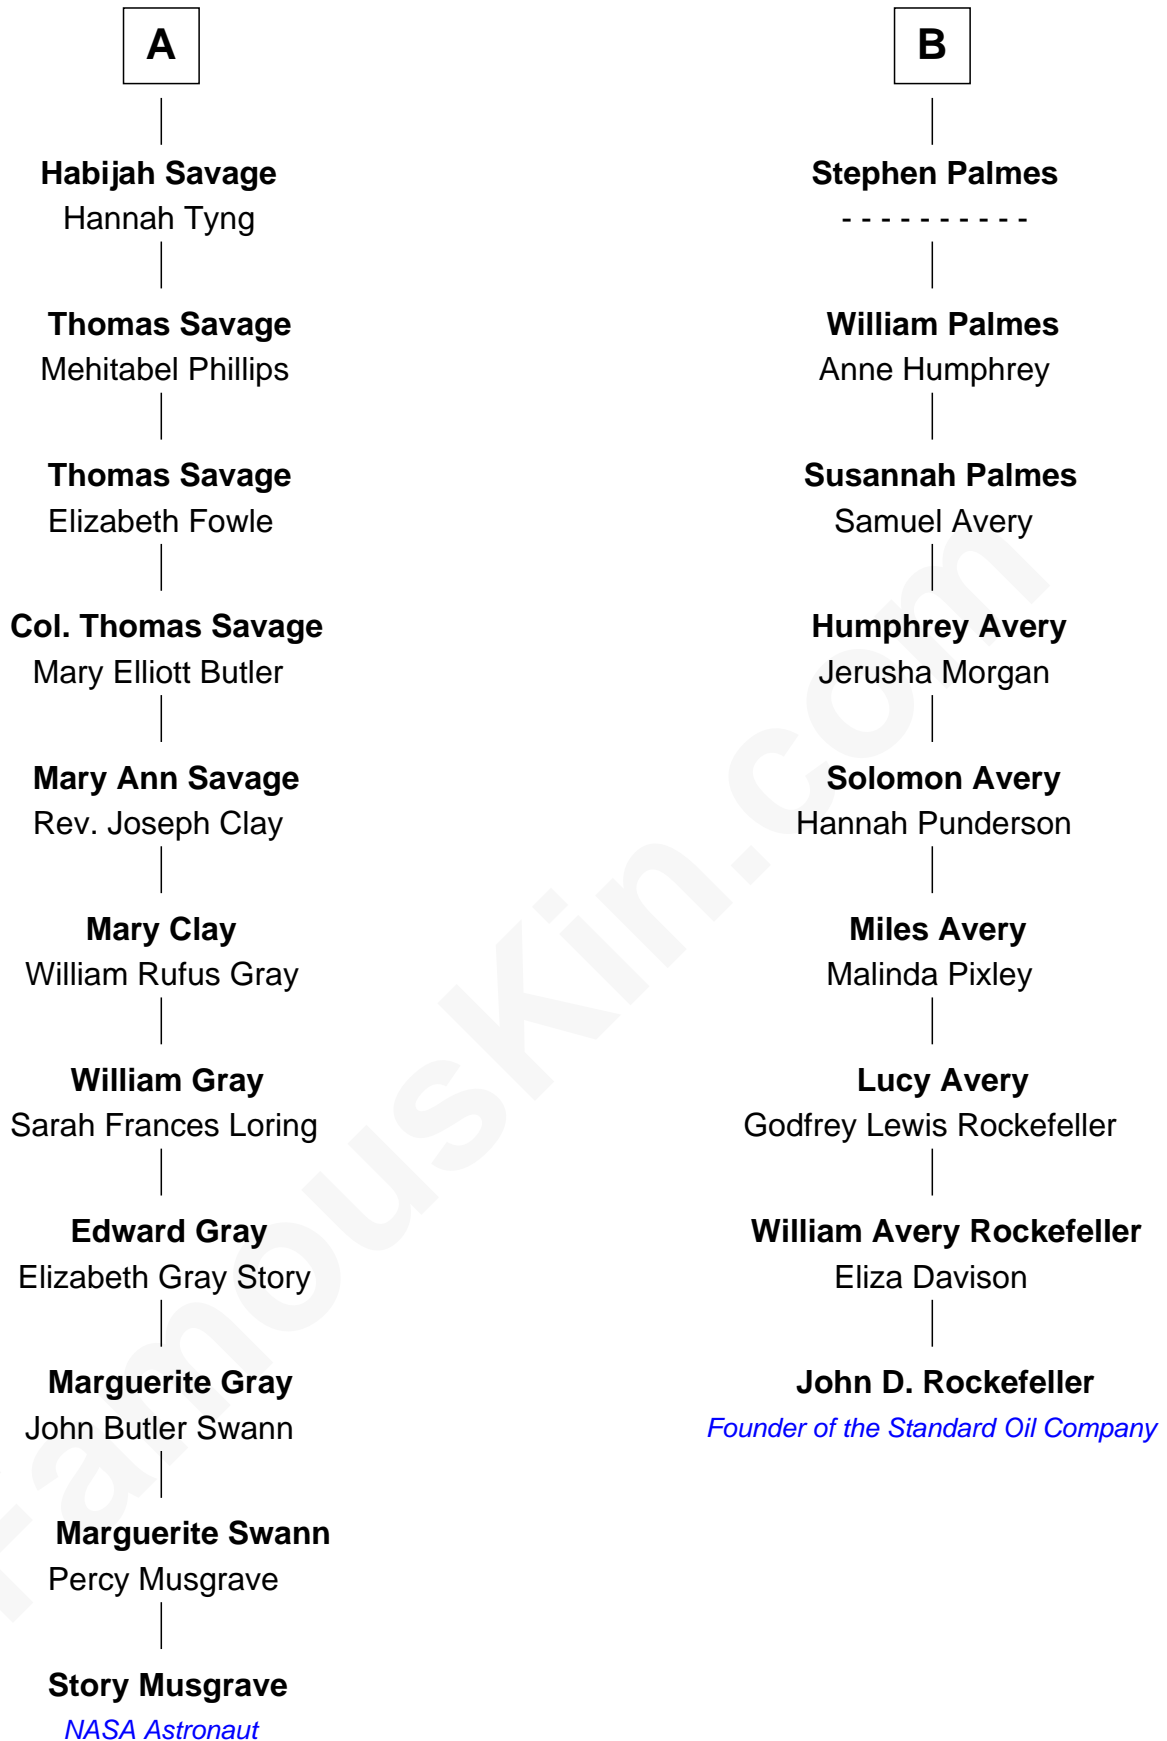 A
Habijah Savage
Hannah Tyng
Thomas Savage
Mehitabel Phillips
Thomas Savage
Elizabeth Fowle
Col. Thomas Savage
Mary Elliott Butler
Mary Ann Savage
Rev. Joseph Clay
Mary Clay
William Rufus Gray
William Gray
Sarah Frances Loring
Edward Gray
Elizabeth Gray Story
Marguerite Gray
John Butler Swann
Marguerite Swann
Percy Musgrave
Story Musgrave
NASA Astronaut
B
Stephen Palmes
- - - - - - - - - -
William Palmes
Anne Humphrey
Susannah Palmes
Samuel Avery
Humphrey Avery
Jerusha Morgan
Solomon Avery
Hannah Punderson
Miles Avery
Malinda Pixley
Lucy Avery
Godfrey Lewis Rockefeller
William Avery Rockefeller
Eliza Davison
John D. Rockefeller
Founder of the Standard Oil Company
FamousKin.com